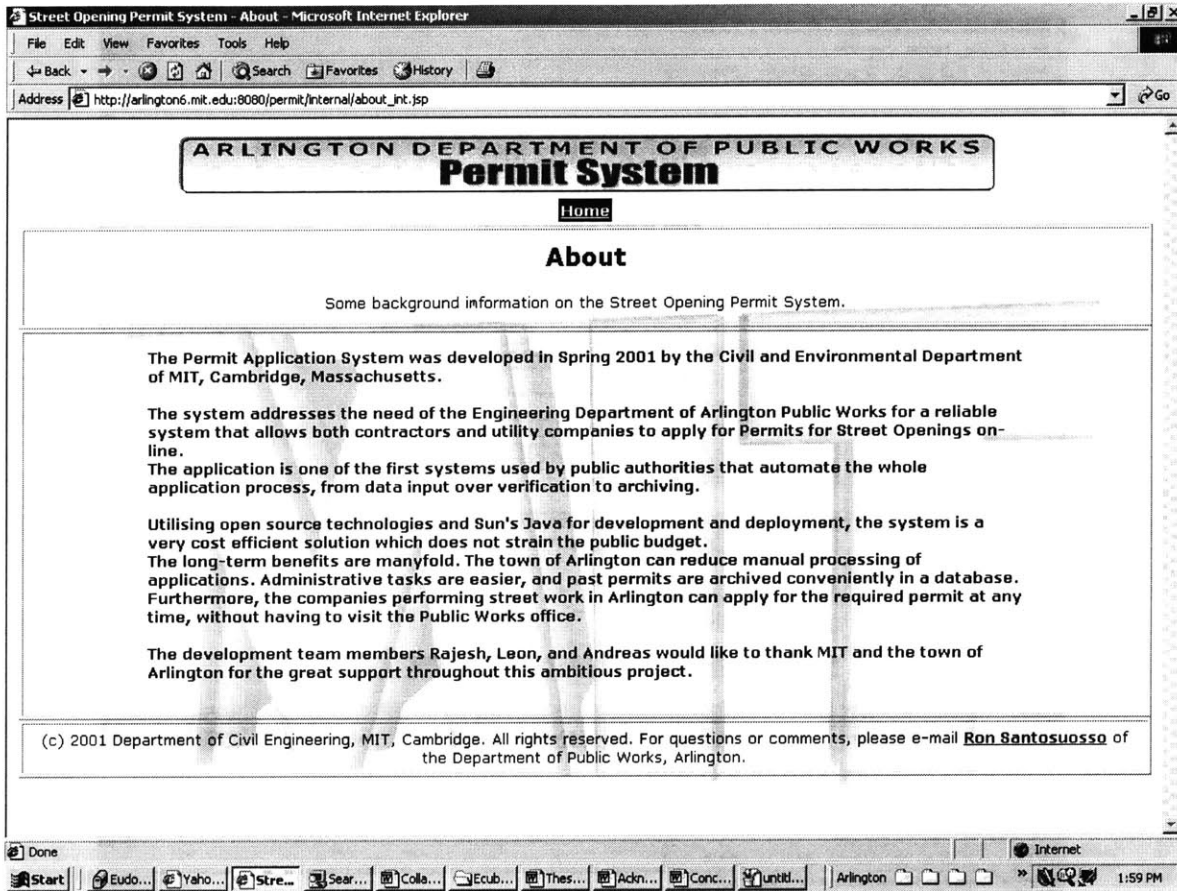 Street Opening Permit System - About - Microsoft Internet Explorer
File Edit View Favorites Tools Help
Back Search Favorites History
Address http://arlington6.mit.edu:8080/permit/internal/about_int.jsp Go
ARLINGTON DEPARTMENT OF PUBLIC WORKS
Permit System
Home
About
Some background information on the Street Opening Permit System.
The Permit Application System was developed in Spring 2001 by the Civil and Environmental Department
of MIT, Cambridge, Massachusetts.
The system addresses the need of the Engineering Department of Arlington Public Works for a reliable
system that allows both contractors and utility companies to apply for Permits for Street Openings on-
line.
The application is one of the first systems used by public authorities that automate the whole
application process, from data input over verification to archiving.
Utilising open source technologies and Sun's Java for development and deployment, the system is a
very cost efficient solution which does not strain the public budget.
The long-term benefits are manyfold. The town of Arlington can reduce manual processing of
applications. Administrative tasks are easier, and past permits are archived conveniently in a database.
Furthermore, the companies performing street work in Arlington can apply for the required permit at any
time, without having to visit the Public Works office.
The development team members Rajesh, Leon, and Andreas would like to thank MIT and the town of
Arlington for the great support throughout this ambitious project.
(c) 2001 Department of Civil Engineering, MIT, Cambridge. All rights reserved. For questions or comments, please e-mail Ron Santosuosso of
the Department of Public Works, Arlington.
Done Internet
Start Eudo... Yaho... Stre... Sear... Colla... Ecub... Thes... Ackn... Conc... untitl... Arlington » 1:59 PM